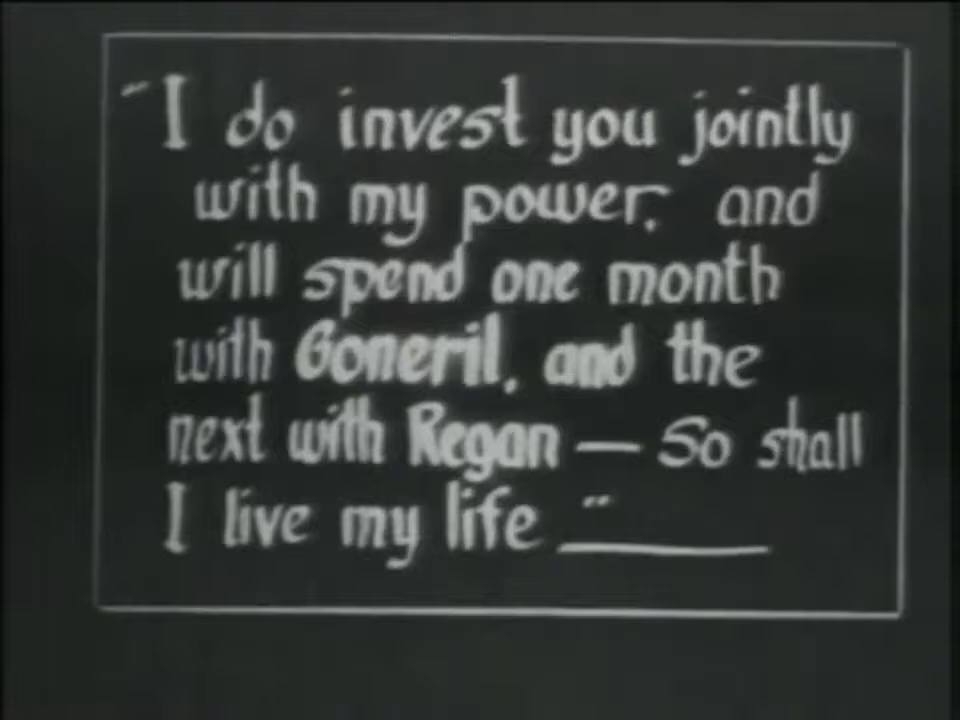 "I do invest you jointly
with my power; and
will spend one month
with Goneril, and the
next with Regan — So shall
I live my life"